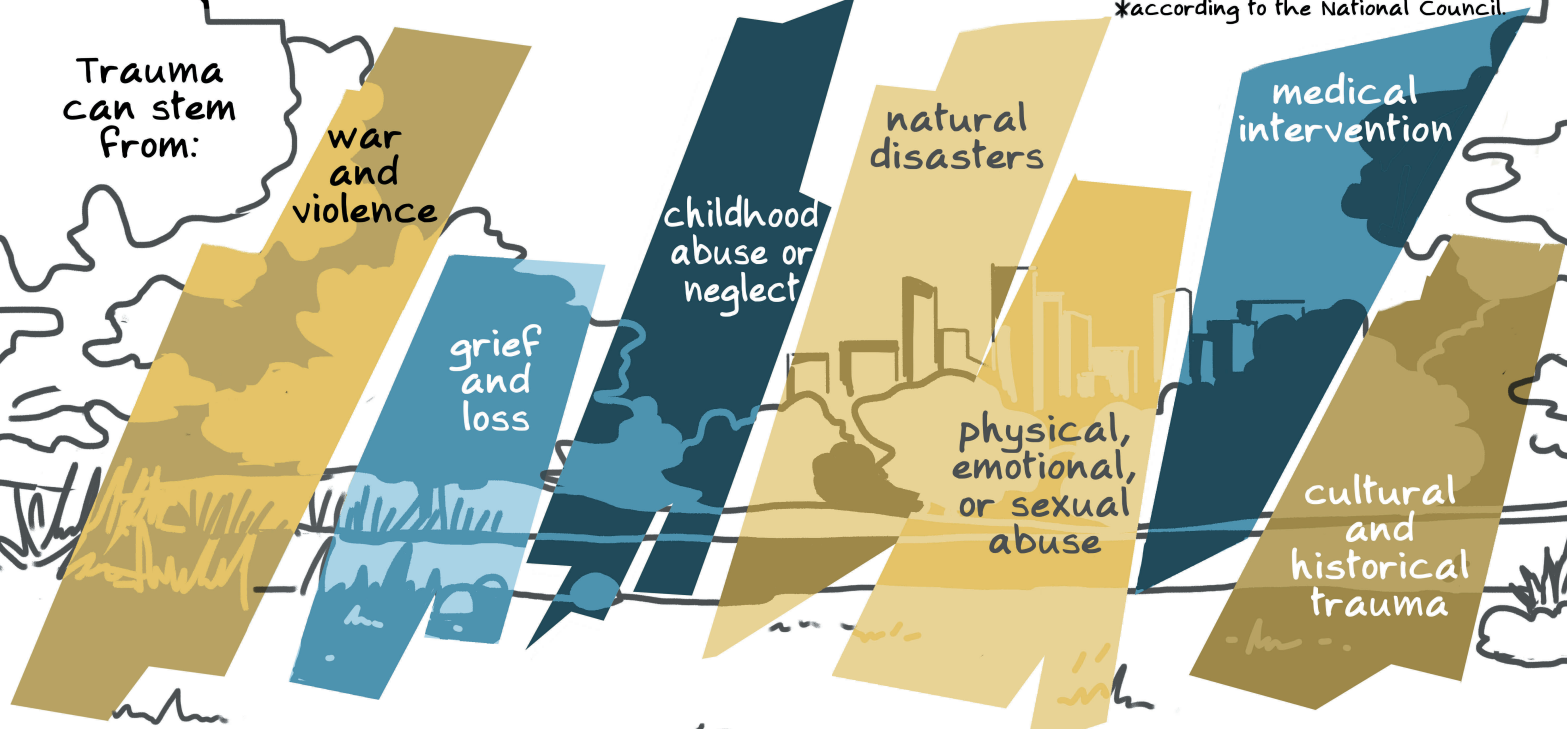 *according to the National Council.
Trauma
can stem
from:
war
and
violence
grief
and
loss
childhood
abuse or
neglect
natural
disasters
physical,
emotional,
or sexual
abuse
medical
intervention
cultural
and
historical
trauma